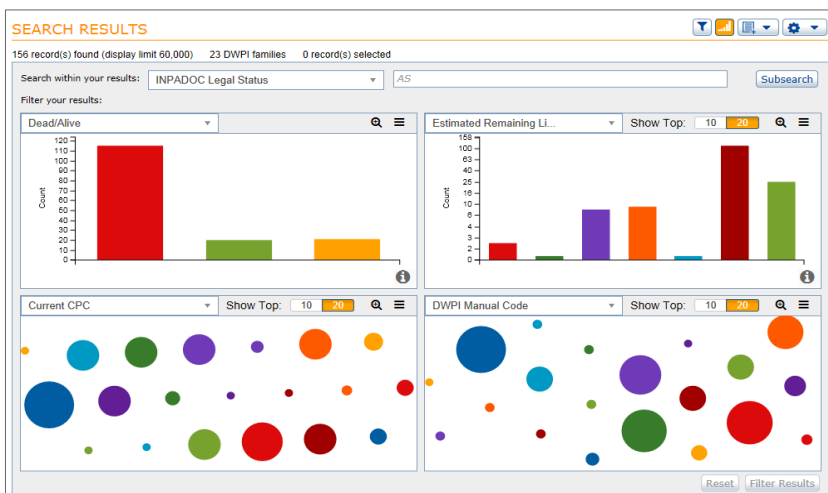 SEARCH RESULTS
156 record(s) found (display limit 60,000) 23 DWPI families 0 record(s) selected
Search within your results: INPADOC Legal Status AS Subsearch
Filter your results:
Dead/Alive
Count
120
110
100
90
80
70
60
50
40
30
20
10
0
Estimated Remaining Li... Show Top: 10 20
Count
158
100
63
40
25
16
10
6
4
3
2
0
Current CPC Show Top: 10 20
DWPI Manual Code Show Top: 10 20
Reset Filter Results